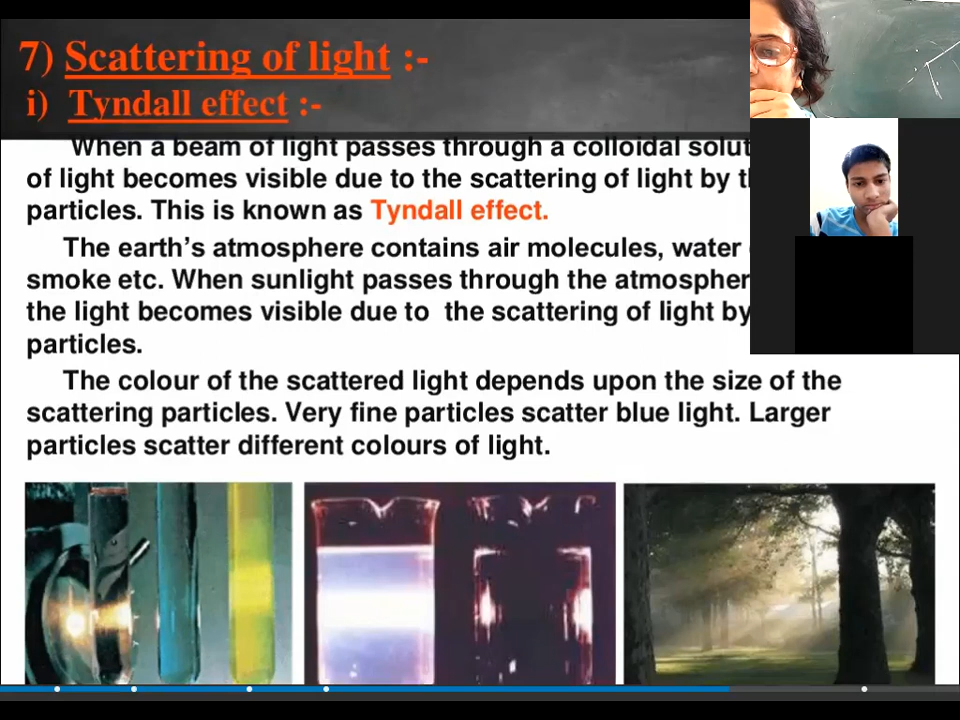 7) Scattering of light :-
i) Tyndall effect :-
When a beam of light passes through a colloidal
of light becomes visible due to the scattering of light by
particles. This is known as Tyndall effect.
The earth's atmosphere contains air molecules, water
smoke etc. When sunlight passes through the
the light becomes visible due to the scattering of light by
particles.
The colour of the scattered light depends upon the size of the
scattering particles. Very fine particles scatter blue light. Larger
particles scatter different colours of light.